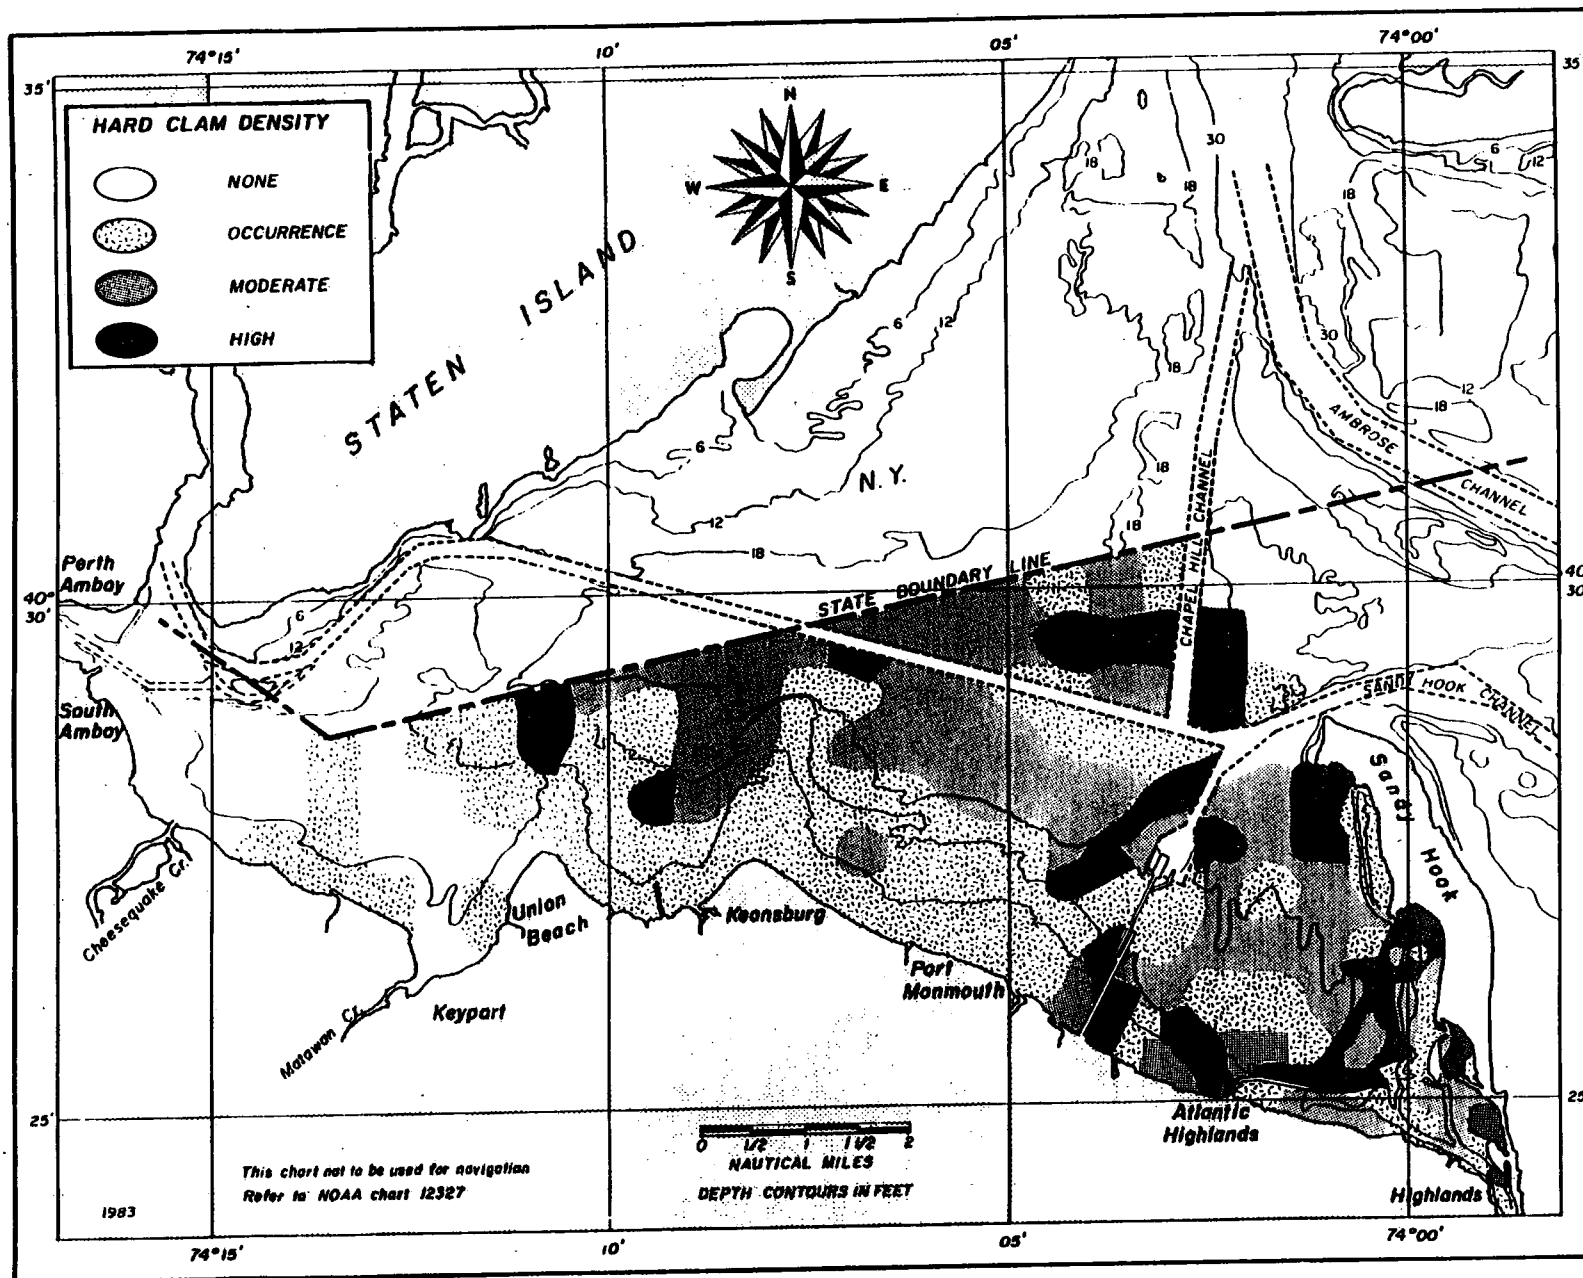 74°15'
10'
05'
74°00'
35'
35'
HARD CLAM DENSITY
NONE
OCCURRENCE
MODERATE
HIGH
N
W
E
S
STATEN ISLAND
30
18
18
6
12
18
6
12
18
30
12
18
AMBROSE
CHANNEL
6
18
N.Y.
12
18
18
6
STATE BOUNDARY LINE
CHAPEL HILL CHANNEL
Perth
Amboy
40°
30'
40
30
6
12
South
Amboy
SANDY HOOK CHANNEL
Sandy Hook
Cheesequake Cr.
Matawan Cr.
Union
Beach
Keansburg
Keyport
Port
Monmouth
Atlantic
Highlands
Highlands
25'
25
0 1/2 1 1 1/2 2
NAUTICAL MILES
DEPTH CONTOURS IN FEET
This chart not to be used for navigation
Refer to NOAA chart 12327
1983
74°15'
10'
05'
74°00'